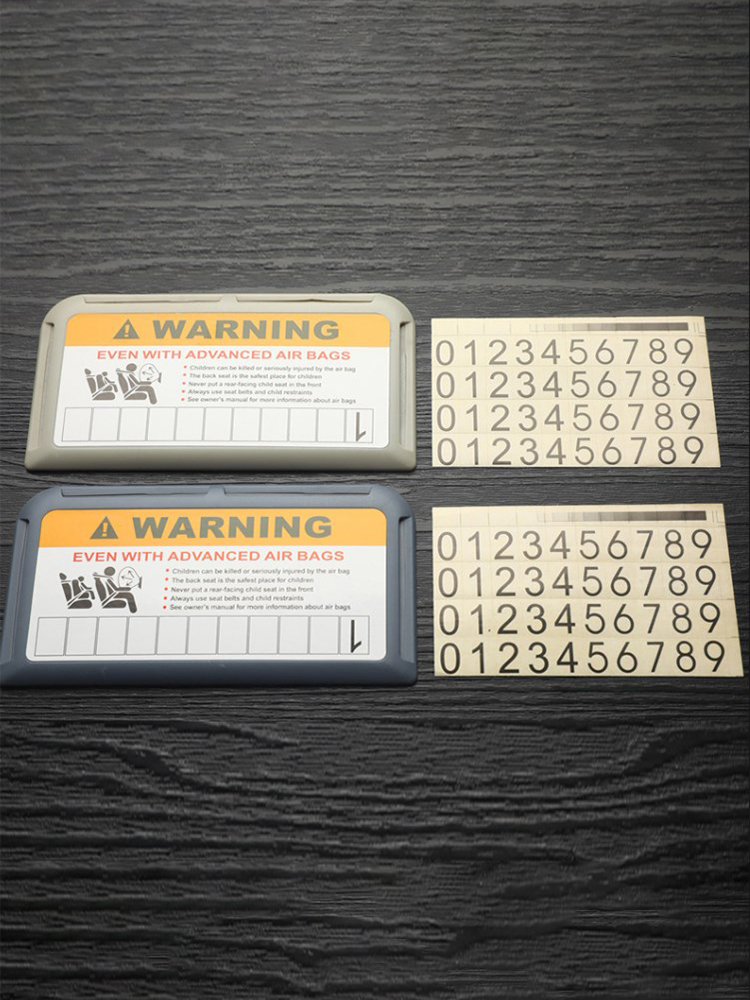 WARNING
EVEN WITH ADVANCED AIR BAGS
Children can be killed or seriously injured by the air bag
The back seat is the safest place for children
Never put a rear-facing child seat in the front
Always use seat belts and child restraints
See owner's manual for more information about air bags
0123456789
0123456789
0123456789
0123456789
WARNING
EVEN WITH ADVANCED AIR BAGS
Children can be killed or seriously injured by the air bag
The back seat is the safest place for children
Never put a rear-facing child seat in the front
Always use seat belts and child restraints
See owner's manual for more information about air bags
0123456789
0123456789
0123456789
0123456789